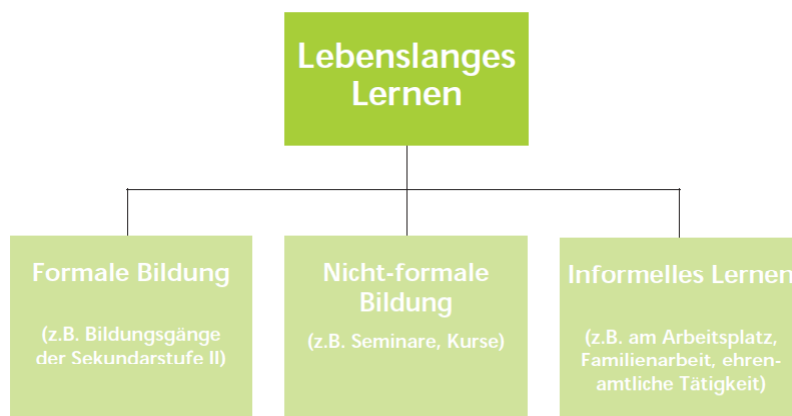 Lebenslanges
Lernen
Formale Bildung
(z.B. Bildungsgänge
der Sekundarstufe II)
Nicht-formale
Bildung
(z.B. Seminare, Kurse)
Informelles Lernen
(z.B. am Arbeitsplatz,
Familienarbeit, ehren-
amtliche Tätigkeit)